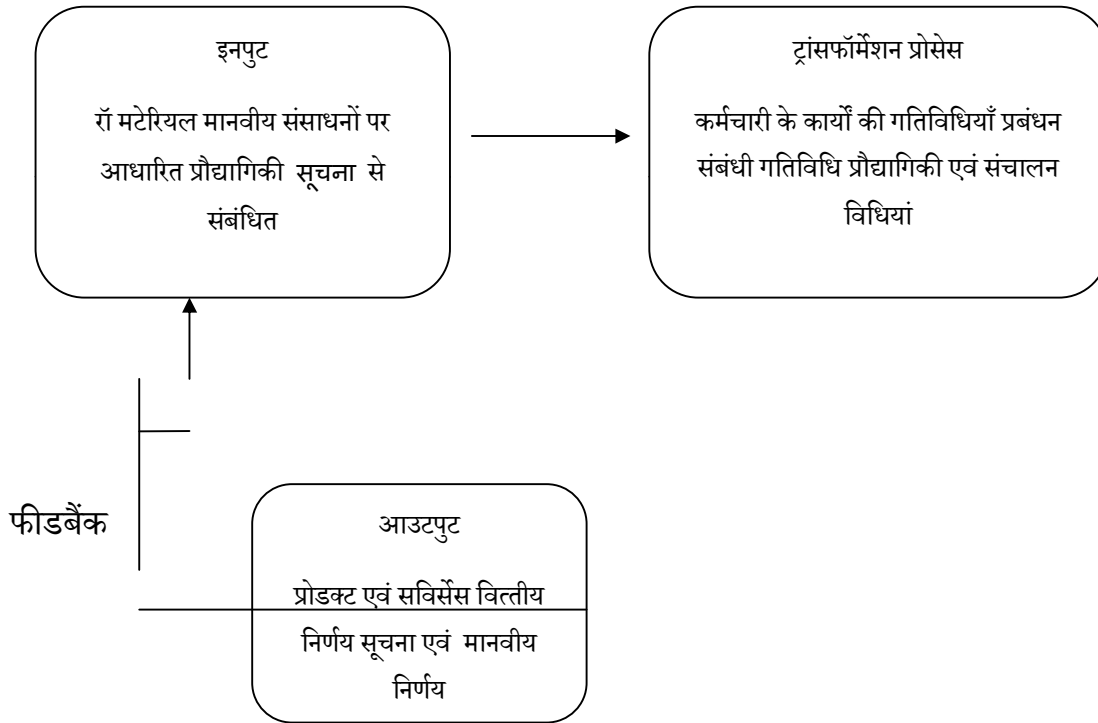 इनपुट
रॉ मटेरियल मानवीय संसाधनों पर
आधारित प्रौद्यागिकी सूचना से
संबंधित
ट्रांसफॉर्मेशन प्रोसेस
कर्मचारी के कार्यों की गतिविधियाँ प्रबंधन
संबंधी गतिविधि प्रौद्यागिकी एवं संचालन
विधियां
फीडबैंक
आउटपुट
प्रोडक्ट एवं सविर्सेस वित्तीय
निर्णय सूचना एवं मानवीय
निर्णय